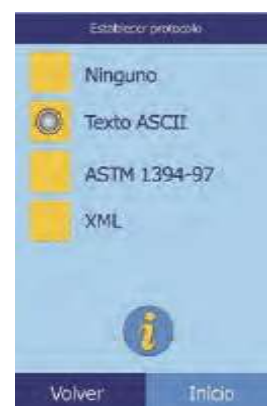 Establecer protocolo
Ninguno
Texto ASCII
ASTM 1394-97
XML
i
Volver Inicio